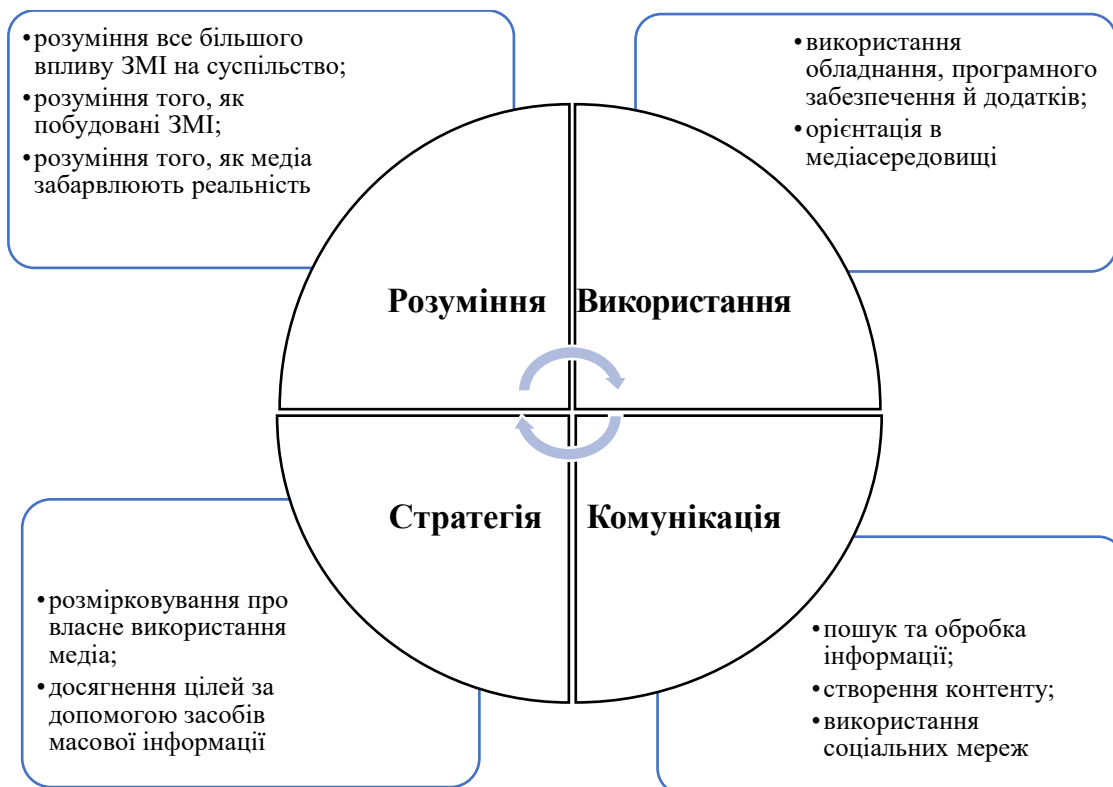 •розуміння все більшого
впливу ЗМІ на суспільство;
•розуміння того, як
побудовані ЗМІ;
•розуміння того, як медіа
забарвлюють реальність
•використання
обладнання, програмного
забезпечення й додатків;
•орієнтація в
медіасередовищі
Розуміння
Використання
Стратегія
Комунікація
•розмірковування про
власне використання
медіа;
•досягнення цілей за
допомогою засобів
масової інформації
•пошук та обробка
інформації;
•створення контенту;
•використання
соціальних мереж